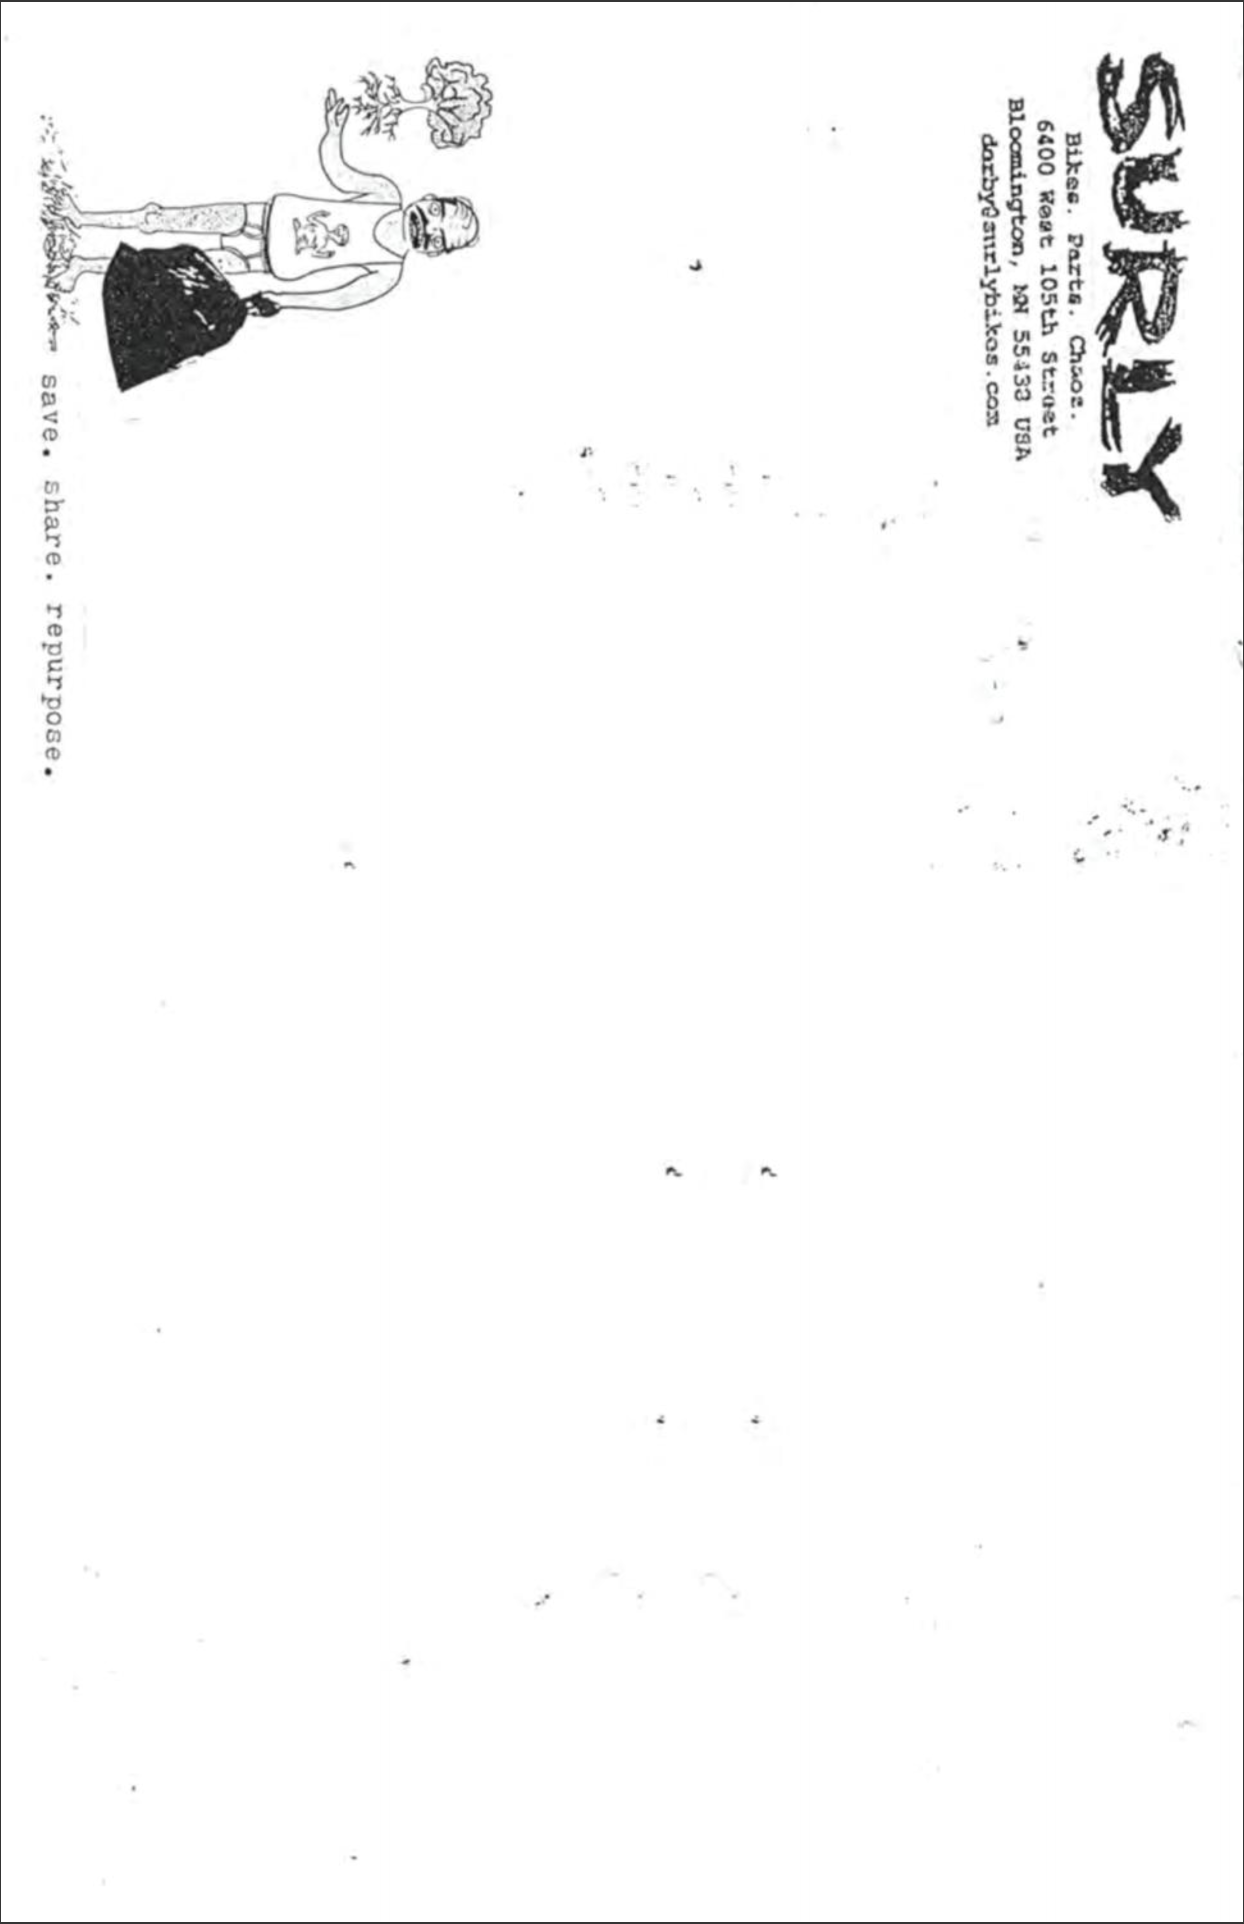 SURLY
Bikes. Parts. Chaos.
6400 West 105th Street
Bloomington, MN 55438 USA
darby@surlybikes.com
save. share. repurpose.